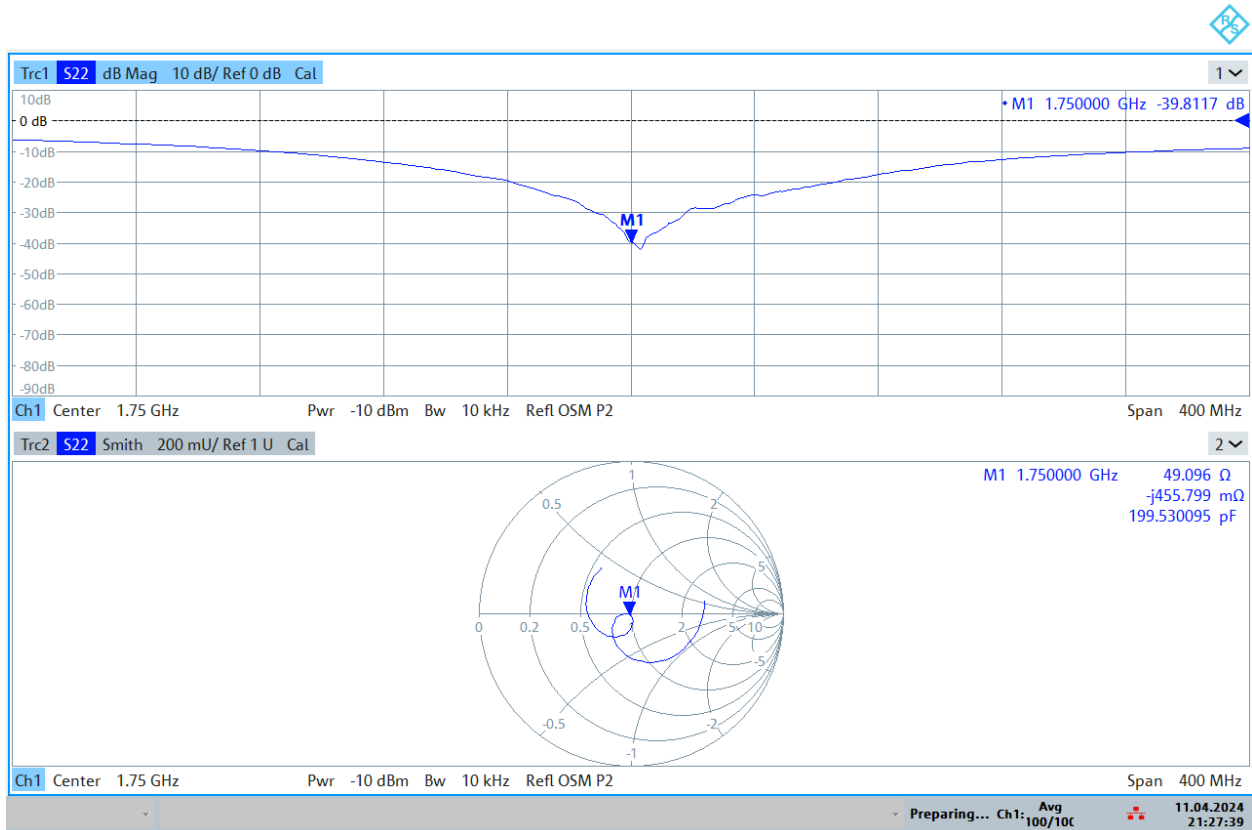 R&S
Trc1 S22 dB Mag 10 dB/ Ref 0 dB Cal
1
10dB
0 dB
-10dB
-20dB
-30dB
-40dB
-50dB
-60dB
-70dB
-80dB
-90dB
M1 1.750000 GHz -39.8117 dB
M1
Ch1 Center 1.75 GHz Pwr -10 dBm Bw 10 kHz Refl OSM P2 Span 400 MHz
Trc2 S22 Smith 200 mU/ Ref 1 U Cal
2
M1 1.750000 GHz 49.096 Ω
-j455.799 mΩ
199.530095 pF
1
0.5
2
5
M1
0
0.2
0.5
2
5
10
-5
-0.5
-2
-1
Ch1 Center 1.75 GHz Pwr -10 dBm Bw 10 kHz Refl OSM P2 Span 400 MHz
Preparing... Ch1: Avg
100/100
11.04.2024
21:27:39